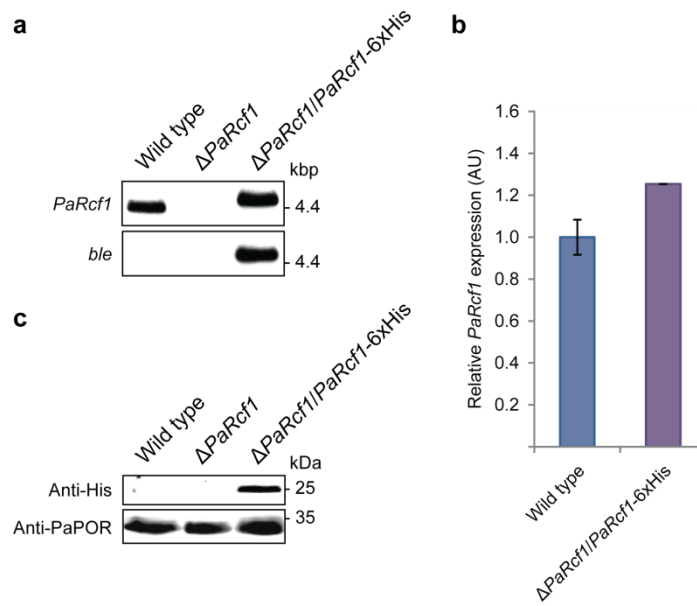 a
Wild type
ΔPaRcf1
ΔPaRcf1/PaRcf1-6xHis
kbp
PaRcf1
4.4
ble
4.4
b
Relative PaRcf1 expression (AU)
1.6
1.4
1.2
1.0
0.8
0.6
0.4
0.2
Wild type
ΔPaRcf1/PaRcf1-6xHis
c
Wild type
ΔPaRcf1
ΔPaRcf1/PaRcf1-6xHis
kDa
Anti-His
25
35
Anti-PaPOR